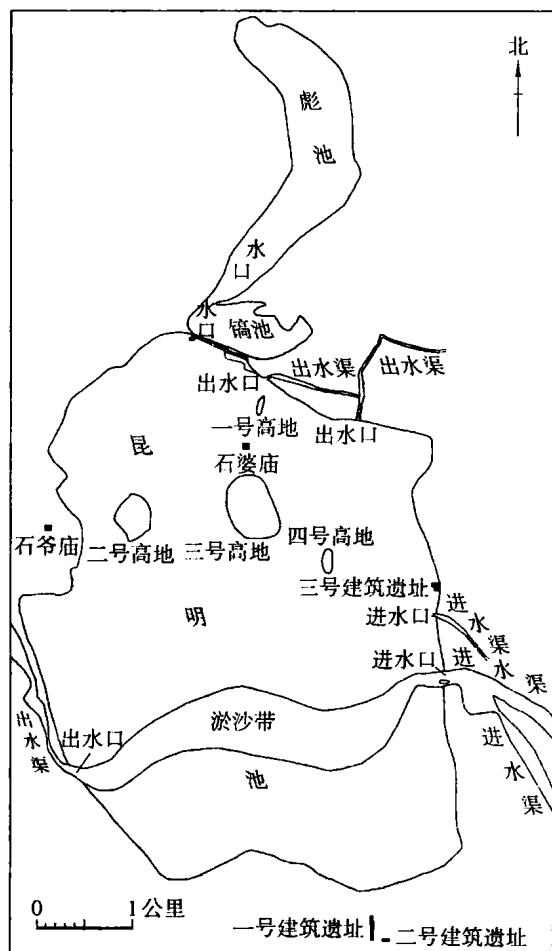 北
彪池
水口
水口
镐池
出水渠
出水渠
出水口
出水口
一号高地
昆明池
石婆庙
石爷庙
二号高地
三号高地
四号高地
三号建筑遗址
进水口
进水渠
进水口
进水渠
淤沙带
出水渠
出水口
进水渠
0 1公里
一号建筑遗址
二号建筑遗址